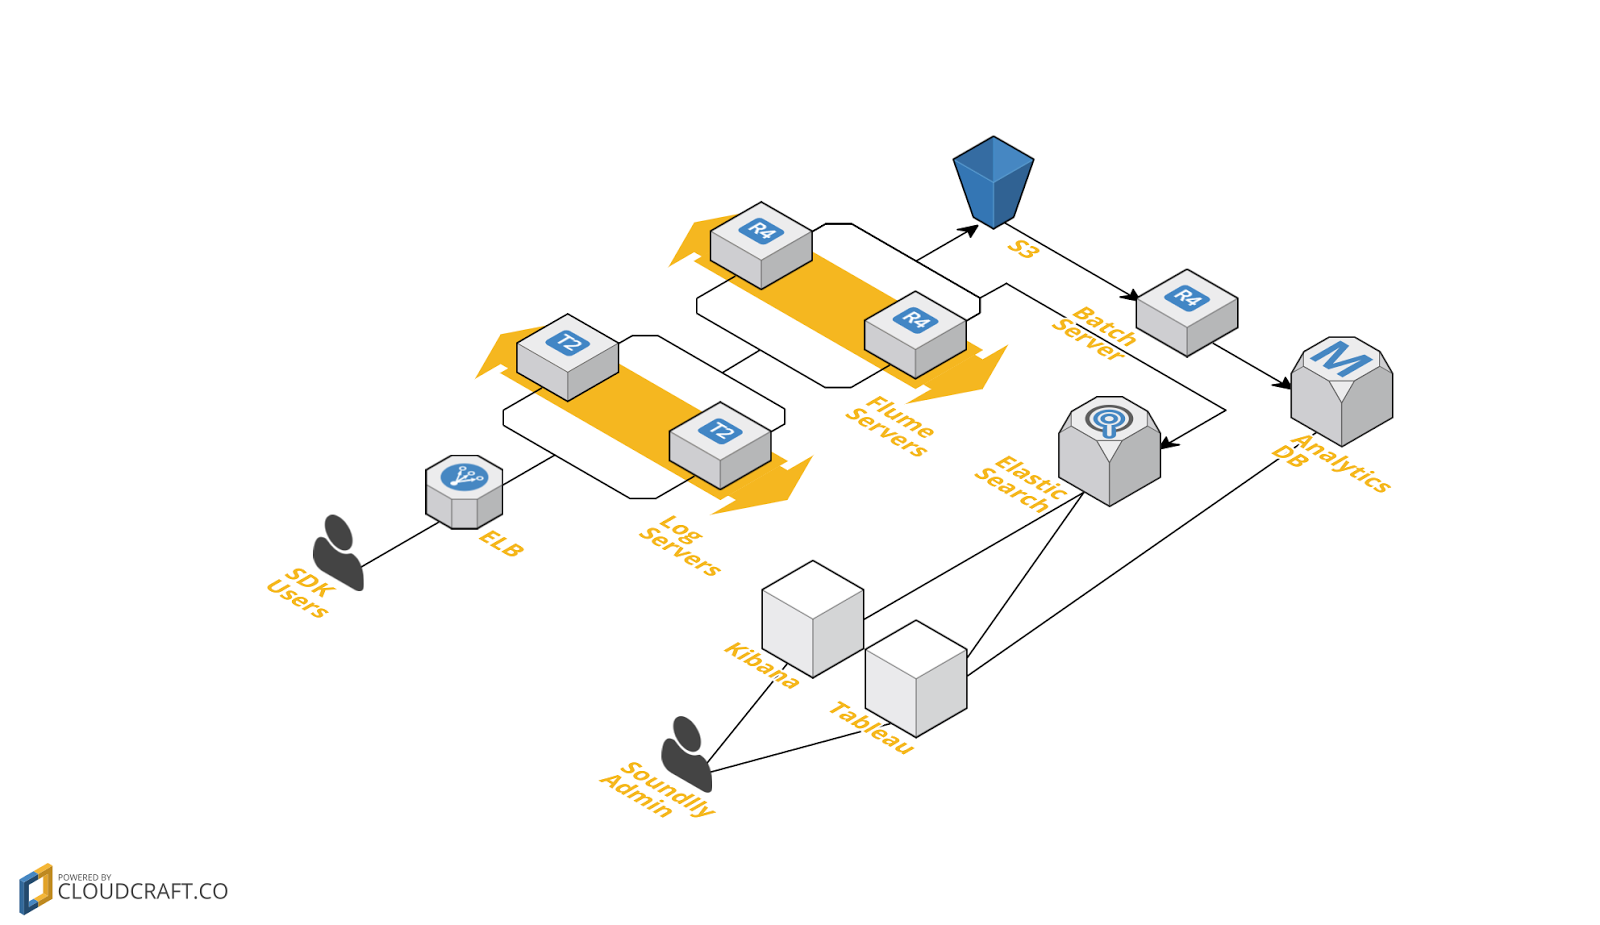 S3
R4
R4
R4
Batch
Server
T2
T2
M
Flume
Servers
Analytics
DB
Elastic
Search
Log
Servers
ELB
SDK
Users
Kibana
Tableau
Soundlly
Admin
POWERED BY
CLOUDCRAFT.CO